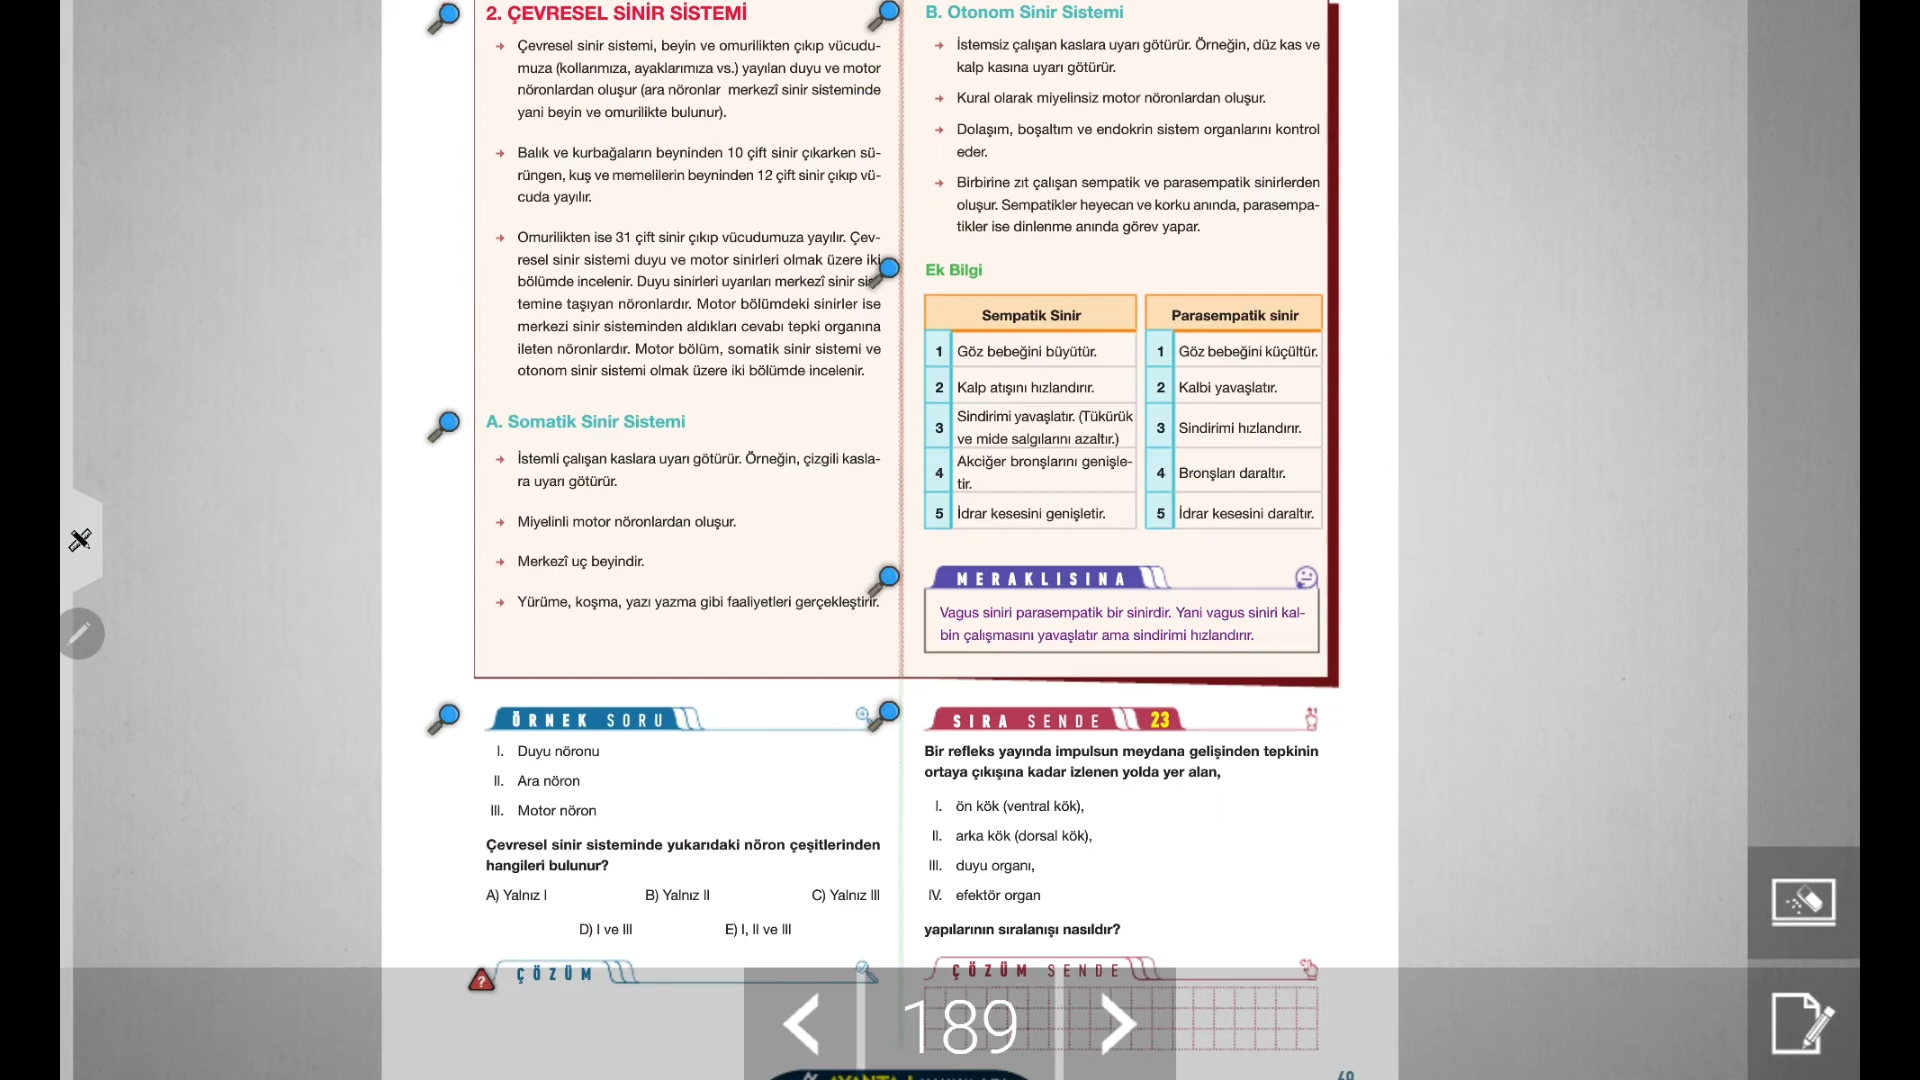 2. ÇEVRESEL SİNİR SİSTEMİ
Çevresel sinir sistemi, beyin ve omurilikten çıkıp vücudu-
muza (kollarımıza, ayaklarımıza vs.) yayılan duyu ve motor
nöronlardan oluşur (ara nöronlar merkezî sinir sisteminde
yani beyin ve omurilikte bulunur).
Balık ve kurbağaların beyninden 10 çift sinir çıkarken sü-
rüngen, kuş ve memelilerin beyninden 12 çift sinir çıkıp vü-
cuda yayılır.
Omurilikten ise 31 çift sinir çıkıp vücudumuza yayılır. Çev-
resel sinir sistemi duyu ve motor sinirleri olmak üzere iki
bölümde incelenir. Duyu sinirleri uyarıları merkezî sinir sis-
temine taşıyan nöronlardır. Motor bölümdeki sinirler ise
merkezi sinir sisteminden aldıkları cevabı tepki organına
ileten nöronlardır. Motor bölüm, somatik sinir sistemi ve
otonom sinir sistemi olmak üzere iki bölümde incelenir.
A. Somatik Sinir Sistemi
İstemli çalışan kaslara uyarı götürür. Örneğin, çizgili kasla-
ra uyarı götürür.
Miyelinli motor nöronlardan oluşur.
Merkezî uç beyindir.
Yürüme, koşma, yazı yazma gibi faaliyetleri gerçekleştirir.
B. Otonom Sinir Sistemi
İstemsiz çalışan kaslara uyarı götürür. Örneğin, düz kas ve
kalp kasına uyarı götürür.
Kural olarak miyelinsiz motor nöronlardan oluşur.
Dolaşım, boşaltım ve endokrin sistem organlarını kontrol
eder.
Birbirine zıt çalışan sempatik ve parasempatik sinirlerden
oluşur. Sempatikler heyecan ve korku anında, parasempa-
tikler ise dinlenme anında görev yapar.
Ek Bilgi
Sempatik Sinir Parasempatik sinir
1 Göz bebeğini büyütür. 1 Göz bebeğini küçültür.
2 Kalp atışını hızlandırır. 2 Kalbi yavaşlatır.
3 Sindirimi yavaşlatır. (Tükürük
ve mide salgılarını azaltır.) 3 Sindirimi hızlandırır.
4 Akciğer bronşlarını genişle-
tir. 4 Bronşları daraltır.
5 İdrar kesesini genişletir. 5 İdrar kesesini daraltır.
MERAKLISINA
Vagus siniri parasempatik bir sinirdir. Yani vagus siniri kal-
bin çalışmasını yavaşlatır ama sindirimi hızlandırır.
ÖRNEK SORU
I. Duyu nöronu
II. Ara nöron
III. Motor nöron
Çevresel sinir sisteminde yukarıdaki nöron çeşitlerinden
hangileri bulunur?
A) Yalnız I B) Yalnız II C) Yalnız III
D) I ve III E) I, II ve III
ÇÖZÜM
SIRA SENDE 23
Bir refleks yayında impulsun meydana gelişinden tepkinin
ortaya çıkışına kadar izlenen yolda yer alan,
I. ön kök (ventral kök),
II. arka kök (dorsal kök),
III. duyu organı,
IV. efektör organ
yapılarının sıralanışı nasıldır?
ÇÖZÜM SENDE
189